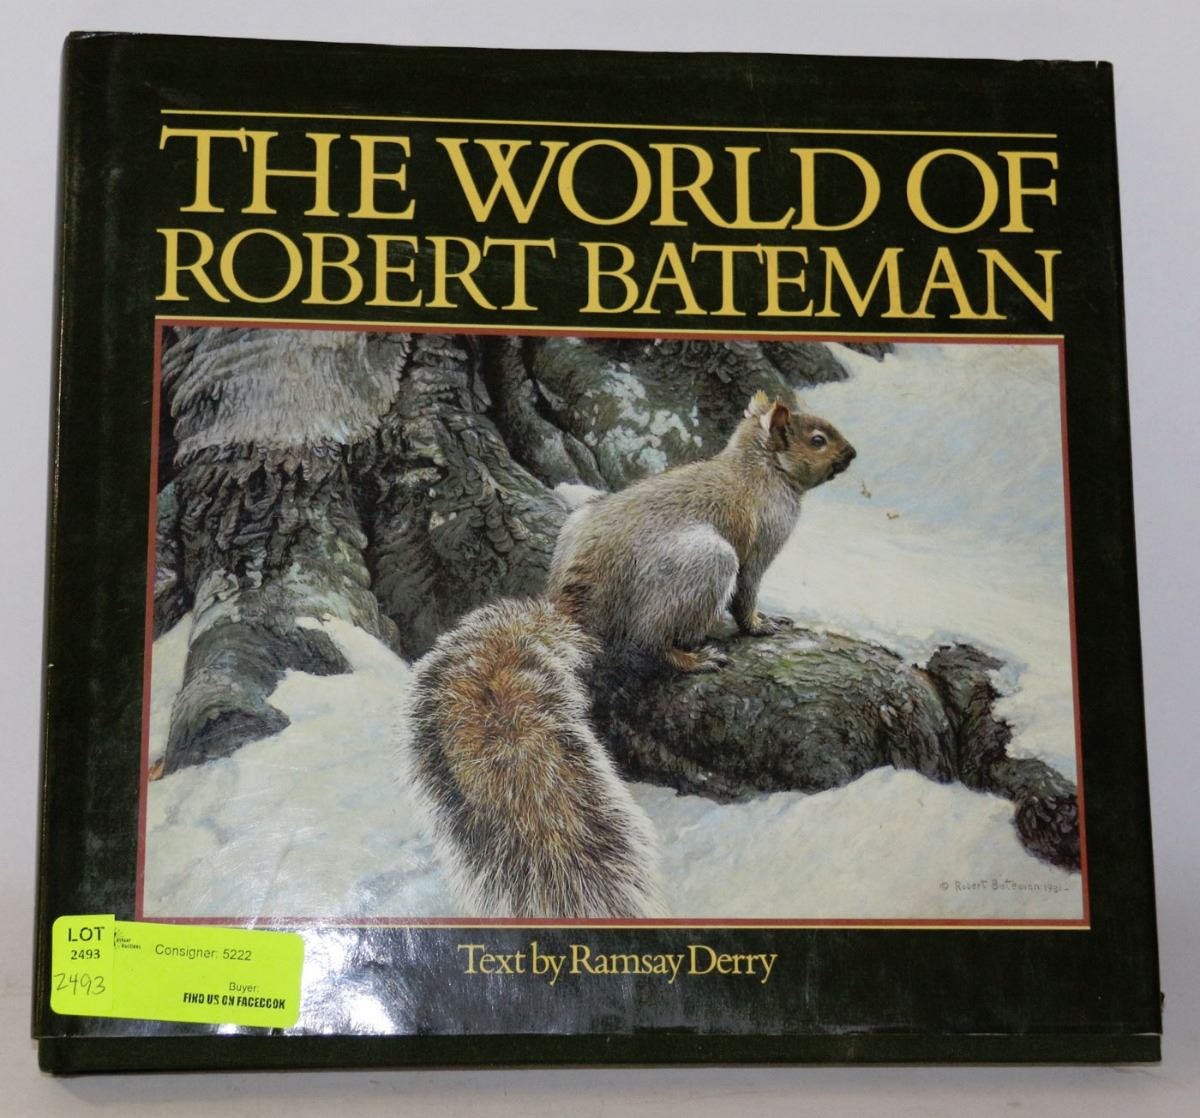 THE WORLD OF
ROBERT BATEMAN
© Robert Bateman 1981
Text by Ramsay Derry
LOT
2493
2493
Consigner: 5222
Buyer:
FIND US ON FACEBOOK